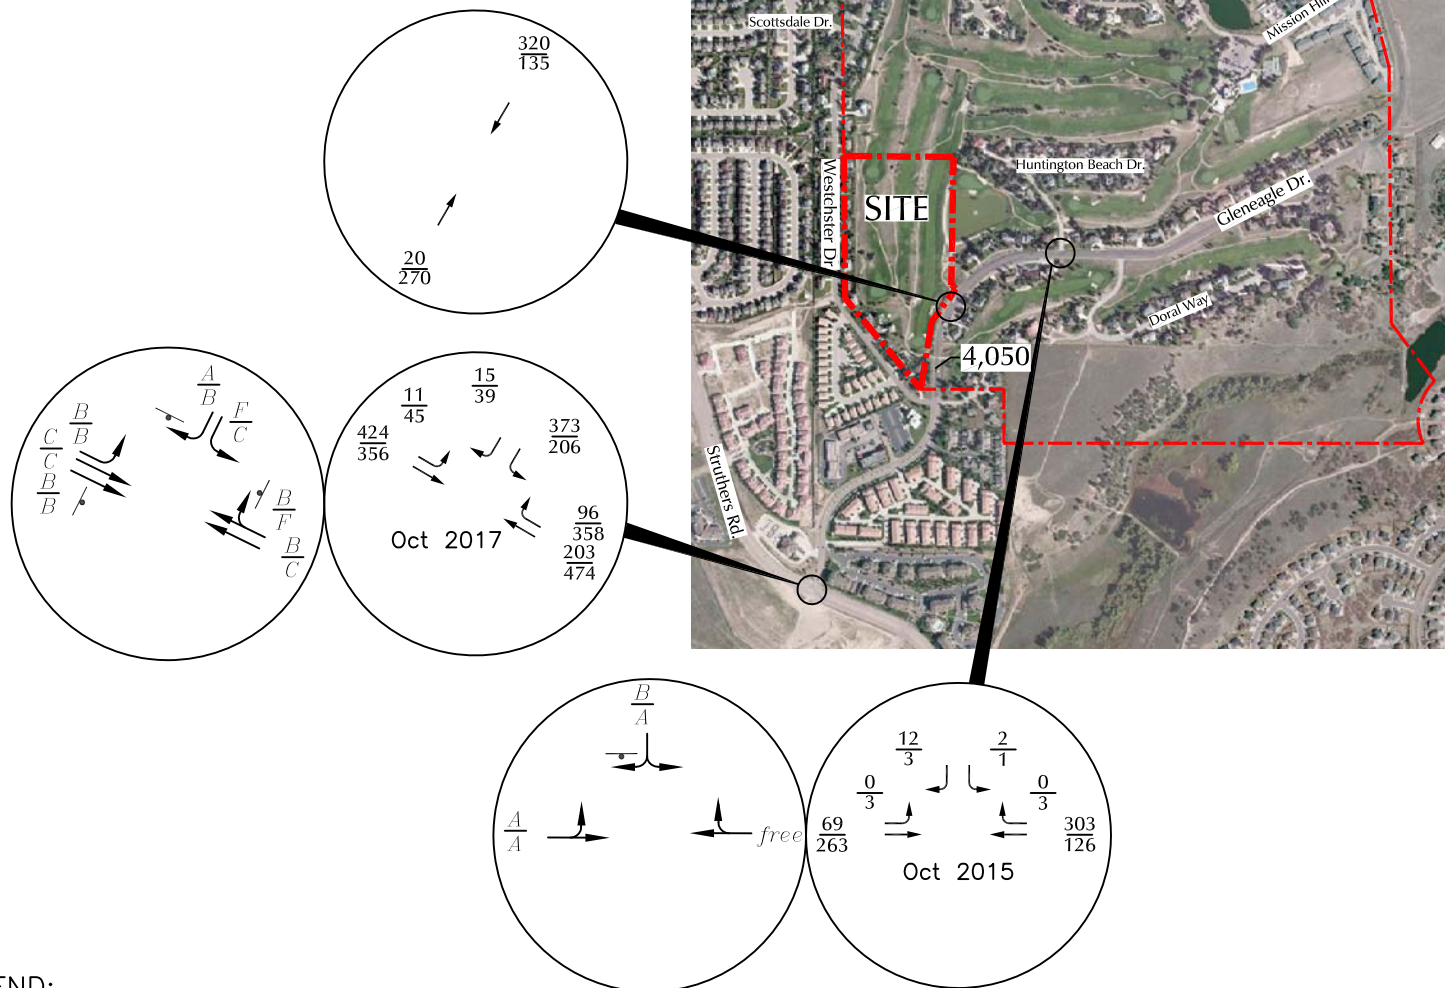 Scottsdale Dr.
Mission Hil
Huntington Beach Dr.
Westchster Dr
SITE
Gleneagle Dr.
Doral Way
4,050
Struthers Rd.
320
135
20
270
A
B
F
C
B
B
C
C
B
B
B
F
B
C
15
39
11
45
424
356
373
206
96
358
203
474
Oct 2017
B
A
A
A
free
12
3
2
1
0
3
0
3
69
263
303
126
Oct 2015
END: